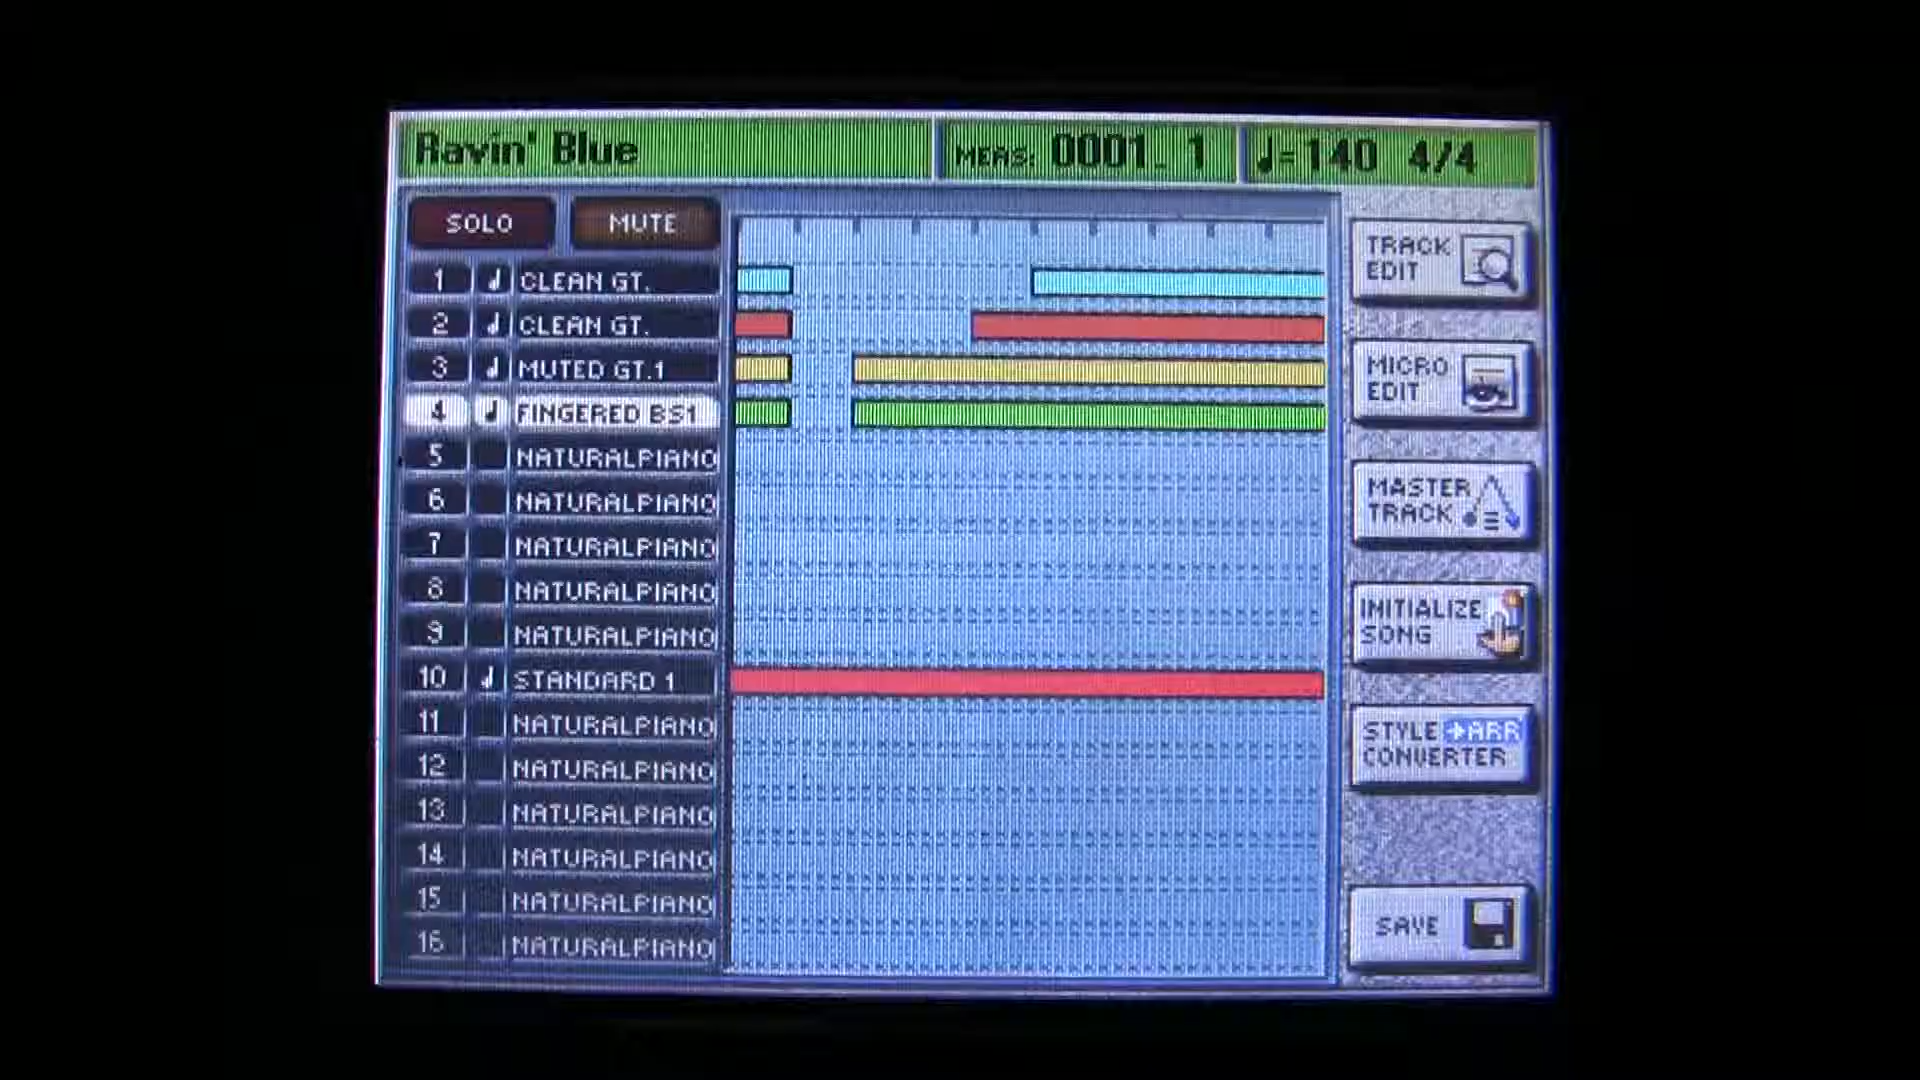 Ravin' Blue MEAS: 0001. 1 ♩=140 4/4
SOLO MUTE
1 CLEAN GT.
2 CLEAN GT.
3 MUTED GT.1
4 FINGERED BS1
5 NATURALPIANO
6 NATURALPIANO
7 NATURALPIANO
8 NATURALPIANO
9 NATURALPIANO
10 STANDARD 1
11 NATURALPIANO
12 NATURALPIANO
13 NATURALPIANO
14 NATURALPIANO
15 NATURALPIANO
16 NATURALPIANO
TRACK
EDIT
MICRO
EDIT
MASTER
TRACK
INITIALIZE
SONG
STYLE →ARR
CONVERTER
SAVE